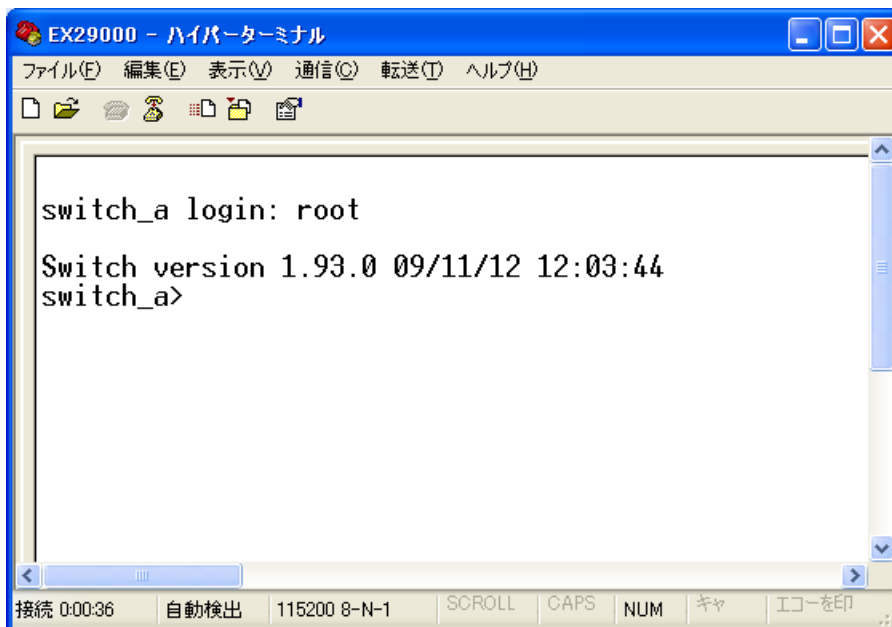 EX29000 - ハイパーターミナル
ファイル(F) 編集(E) 表示(V) 通信(C) 転送(T) ヘルプ(H)
switch_a login: root
Switch version 1.93.0 09/11/12 12:03:44
switch_a>
接続 0:00:36 自動検出 115200 8-N-1 SCROLL CAPS NUM キャ エコーを印